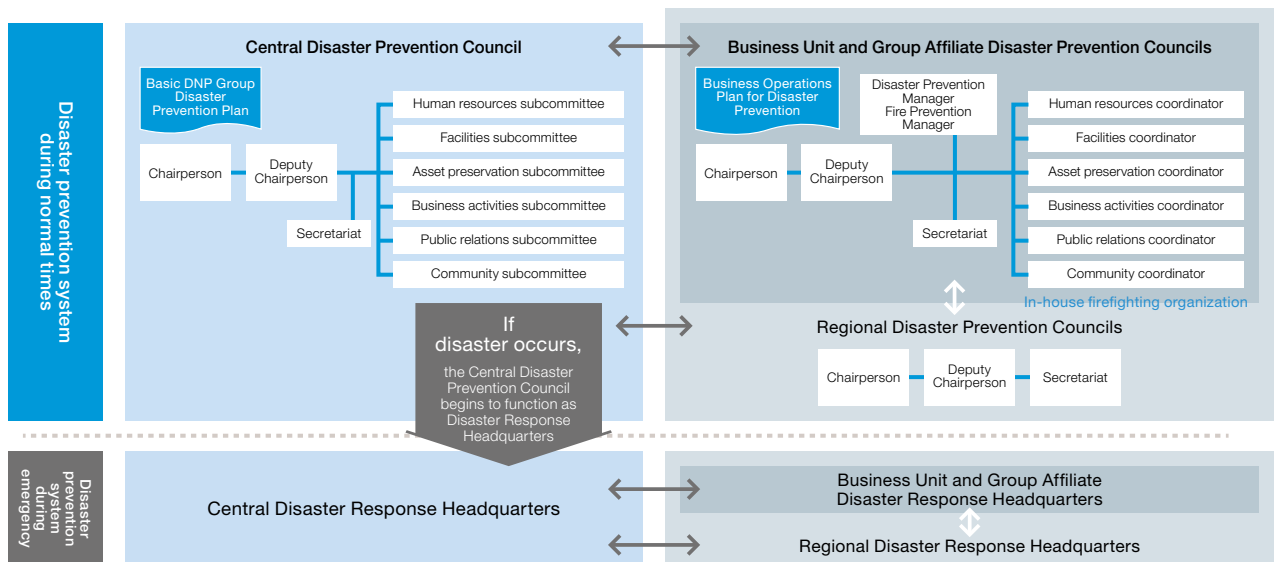 Disaster prevention system
during normal times
Central Disaster Prevention Council
Basic DNP Group
Disaster
Prevention Plan
Chairperson
Deputy
Chairperson
Secretariat
Human resources subcommittee
Facilities subcommittee
Asset preservation subcommittee
Business activities subcommittee
Public relations subcommittee
Community subcommittee
Business Unit and Group Affiliate Disaster Prevention Councils
Business Operations
Plan for Disaster
Prevention
Disaster Prevention
Manager
Fire Prevention
Manager
Chairperson
Deputy
Chairperson
Secretariat
Human resources coordinator
Facilities coordinator
Asset preservation coordinator
Business activities coordinator
Public relations coordinator
Community coordinator
In-house firefighting organization
Regional Disaster Prevention Councils
Chairperson
Deputy
Chairperson
Secretariat
If
disaster occurs,
the Central Disaster
Prevention Council
begins to function as
Disaster Response
Headquarters
Disaster
prevention
system
during
emergency
Central Disaster Response Headquarters
Business Unit and Group Affiliate
Disaster Response Headquarters
Regional Disaster Response Headquarters